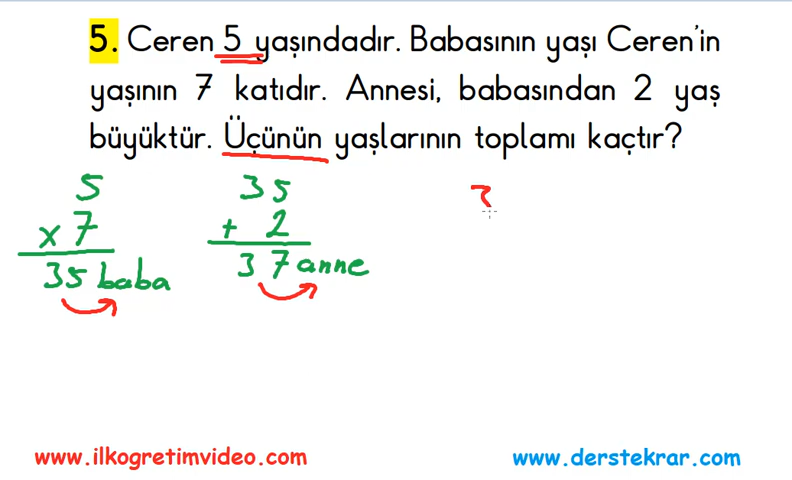 5. Ceren 5 yaşındadır. Babasının yaşı Ceren'in
yaşının 7 katıdır. Annesi, babasından 2 yaş
büyüktür. Üçünün yaşlarının toplamı kaçtır?
5
x 7
35 baba
35
+ 2
37 anne
www.ilkogretimvideo.com
www.derstekrar.com